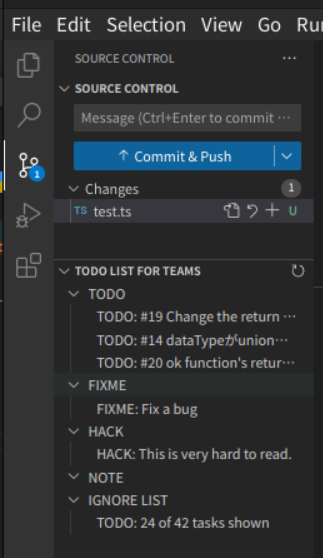 File Edit Selection View Go Ru
SOURCE CONTROL ···
SOURCE CONTROL
Message (Ctrl+Enter to commit ···
↑ Commit & Push
Changes 1
TS test.ts U
1
TODO LIST FOR TEAMS
TODO
TODO: #19 Change the return ···
TODO: #14 dataTypeがunion···
TODO: #20 ok function's retur···
FIXME
FIXME: Fix a bug
HACK
HACK: This is very hard to read.
NOTE
IGNORE LIST
TODO: 24 of 42 tasks shown